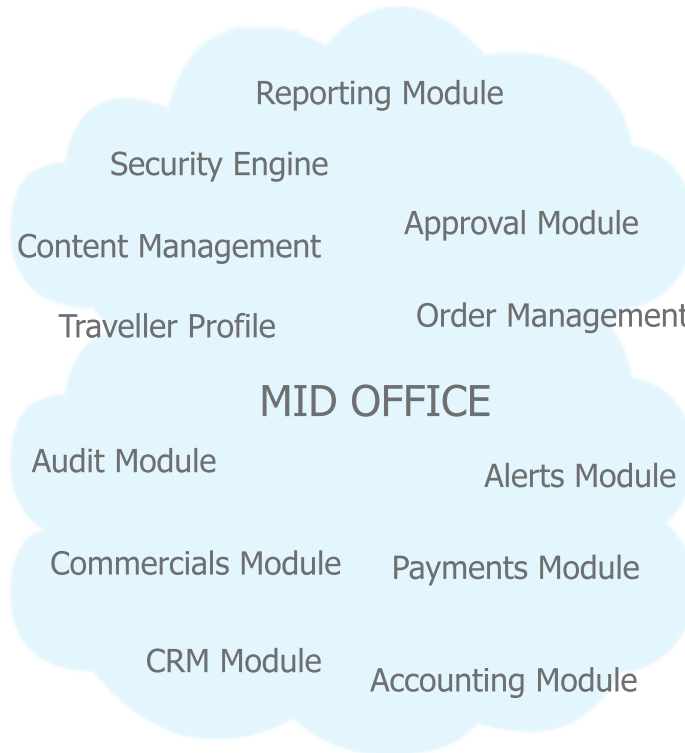 Reporting Module
Security Engine
Approval Module
Content Management
Order Management
Traveller Profile
MID OFFICE
Audit Module
Alerts Module
Commercials Module
Payments Module
CRM Module
Accounting Module